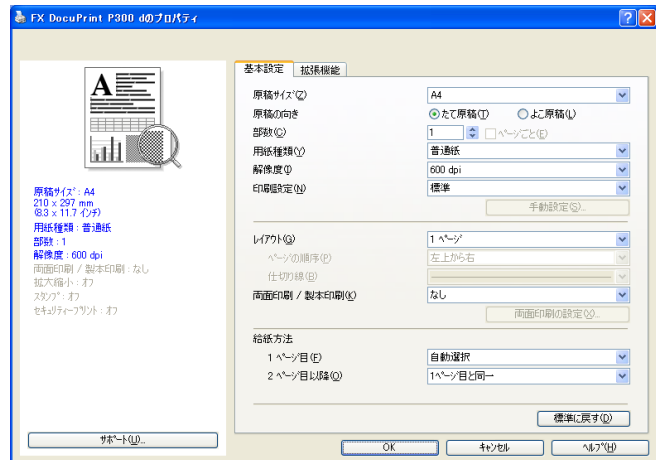 FX DocuPrint P300 dのプロパティ
基本設定 拡張機能
原稿サイズ(Z) A4
原稿の向き たて原稿(T) よこ原稿(L)
部数(C) 1 ページごと(E)
用紙種類(Y) 普通紙
解像度(I) 600 dpi
印刷設定(N) 標準
手動設定(S)...
レイアウト(G) 1 ページ
ページの順序(P) 左上から右
仕切り線(B)
両面印刷 / 製本印刷(K) なし
両面印刷の設定(X)...
給紙方法
1 ページ目(F) 自動選択
2 ページ目以降(O) 1ページ目と同一
標準に戻す(D)
A
原稿サイズ : A4
210 x 297 mm
(8.3 x 11.7 インチ)
用紙種類 : 普通紙
部数 : 1
解像度 : 600 dpi
両面印刷 / 製本印刷 : なし
拡大縮小 : オフ
スタンプ : オフ
セキュリティープリント : オフ
サポート(U)...
OK キャンセル ヘルプ(H)